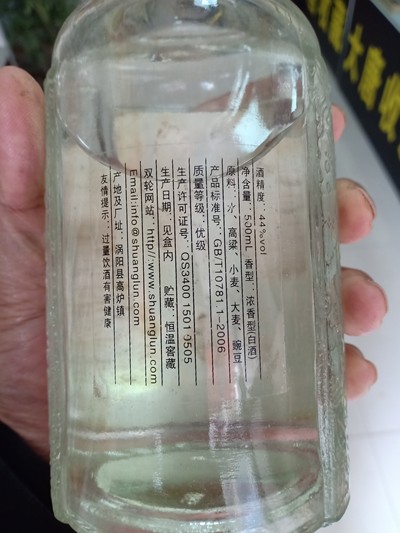 酒精度：44%vol
净含量：500mL 香型：浓香型(白酒)
原料：水、高粱、小麦、大麦、豌豆
产品标准号：GB/T10781.1-2006
质量等级：优级
生产许可证号：QS3400 1501 0505
生产日期：见盒内 贮藏：恒温窖藏
双轮网站：http://www.shuanglun.com
Email:info@shuanglun.com
产地及厂址：涡阳县高炉镇
友情提示：过量饮酒有害健康
大
收